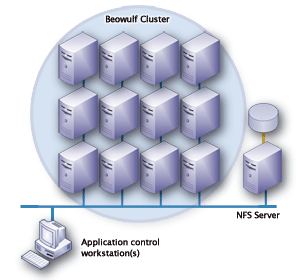 Beowulf Cluster
NFS Server
Application control
workstation(s)